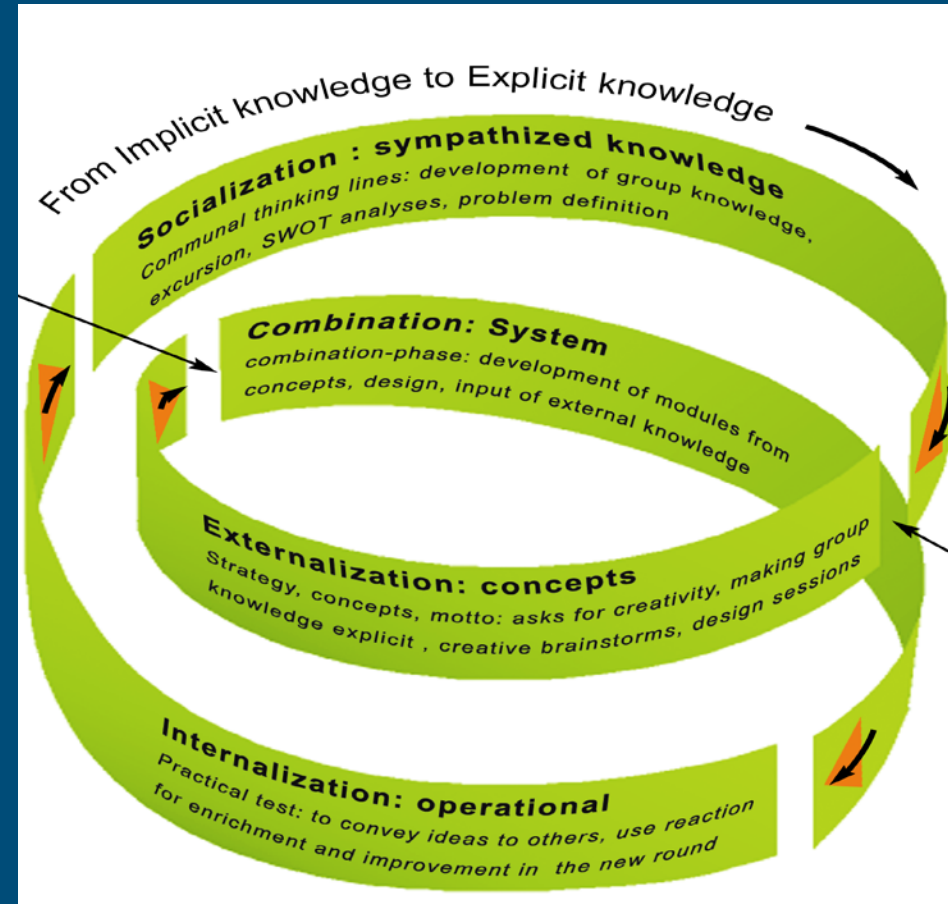 From Implicit knowledge to Explicit knowledge
Socialization : sympathized knowledge
Communal thinking lines: development of group knowledge,
excursion, SWOT analyses, problem definition
Combination: System
combination-phase: development of modules from
concepts, design, input of external knowledge
Externalization: concepts
Strategy, concepts, motto: asks for creativity, making group
knowledge explicit , creative brainstorms, design sessions
Internalization: operational
Practical test: to convey ideas to others, use reaction
for enrichment and improvement in the new round